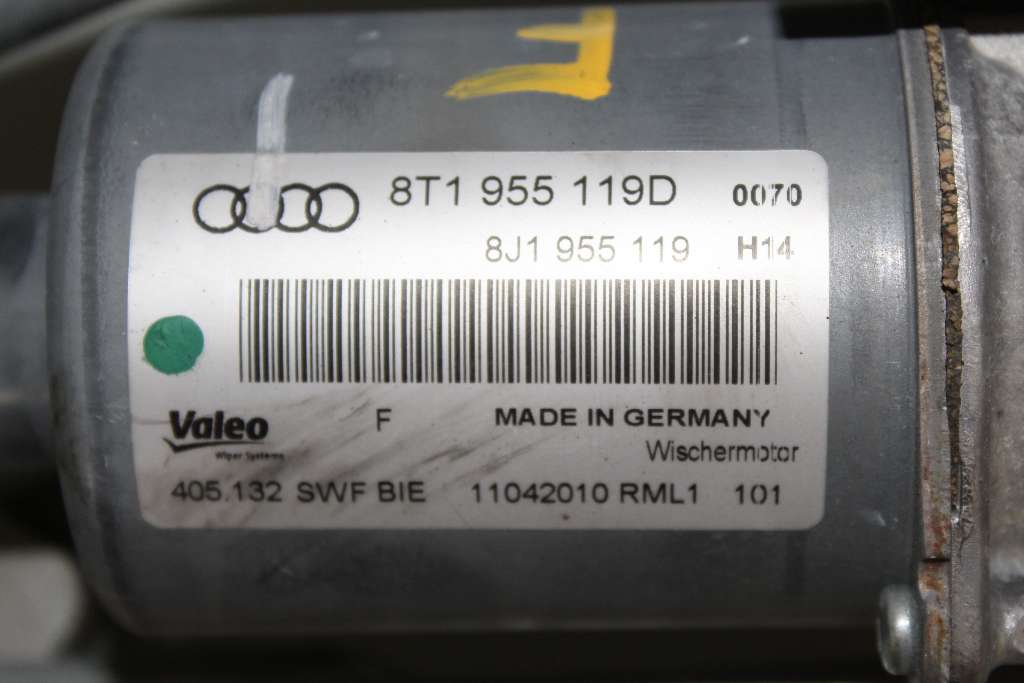 8T1 955 119D 0070
8J1 955 119 H14
Valeo F MADE IN GERMANY
Wiper Systems Wischermotor
405.132 SWF BIE 11042010 RML1 101